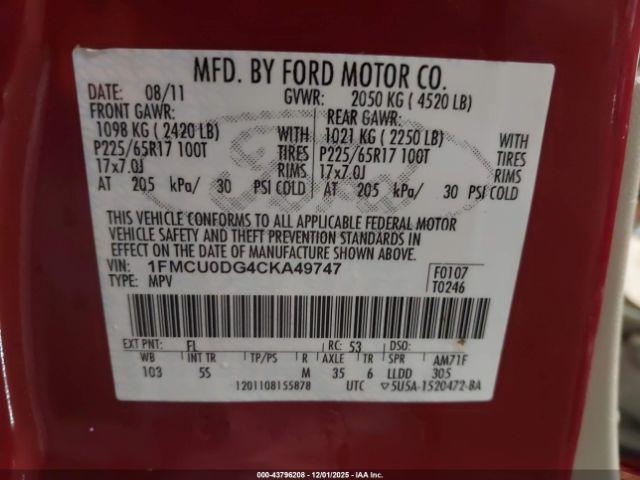 MFD. BY FORD MOTOR CO.
DATE: 08/11 GVWR: 2050 KG ( 4520 LB)
FRONT GAWR: REAR GAWR:
1098 KG ( 2420 LB) WITH 1021 KG ( 2250 LB) WITH
P225/65R17 100T TIRES P225/65R17 100T TIRES
17x7.0J RIMS 17x7.0J RIMS
AT 205 kPa/ 30 PSI COLD AT 205 kPa/ 30 PSI COLD
THIS VEHICLE CONFORMS TO ALL APPLICABLE FEDERAL MOTOR
VEHICLE SAFETY AND THEFT PREVENTION STANDARDS IN
EFFECT ON THE DATE OF MANUFACTURE SHOWN ABOVE.
VIN: 1FMCU0DG4CKA49747 F0107
TYPE: MPV T0246
EXT PNT: FL RC: 53 DSO:
WB INT TR TP/PS R AXLE TR SPR AM71F
103 5S M 35 6 LLDD 305
1201108155878 UTC ▽5U5A-1520472-BA
000-43796208 - 12/01/2025 - IAA Inc.